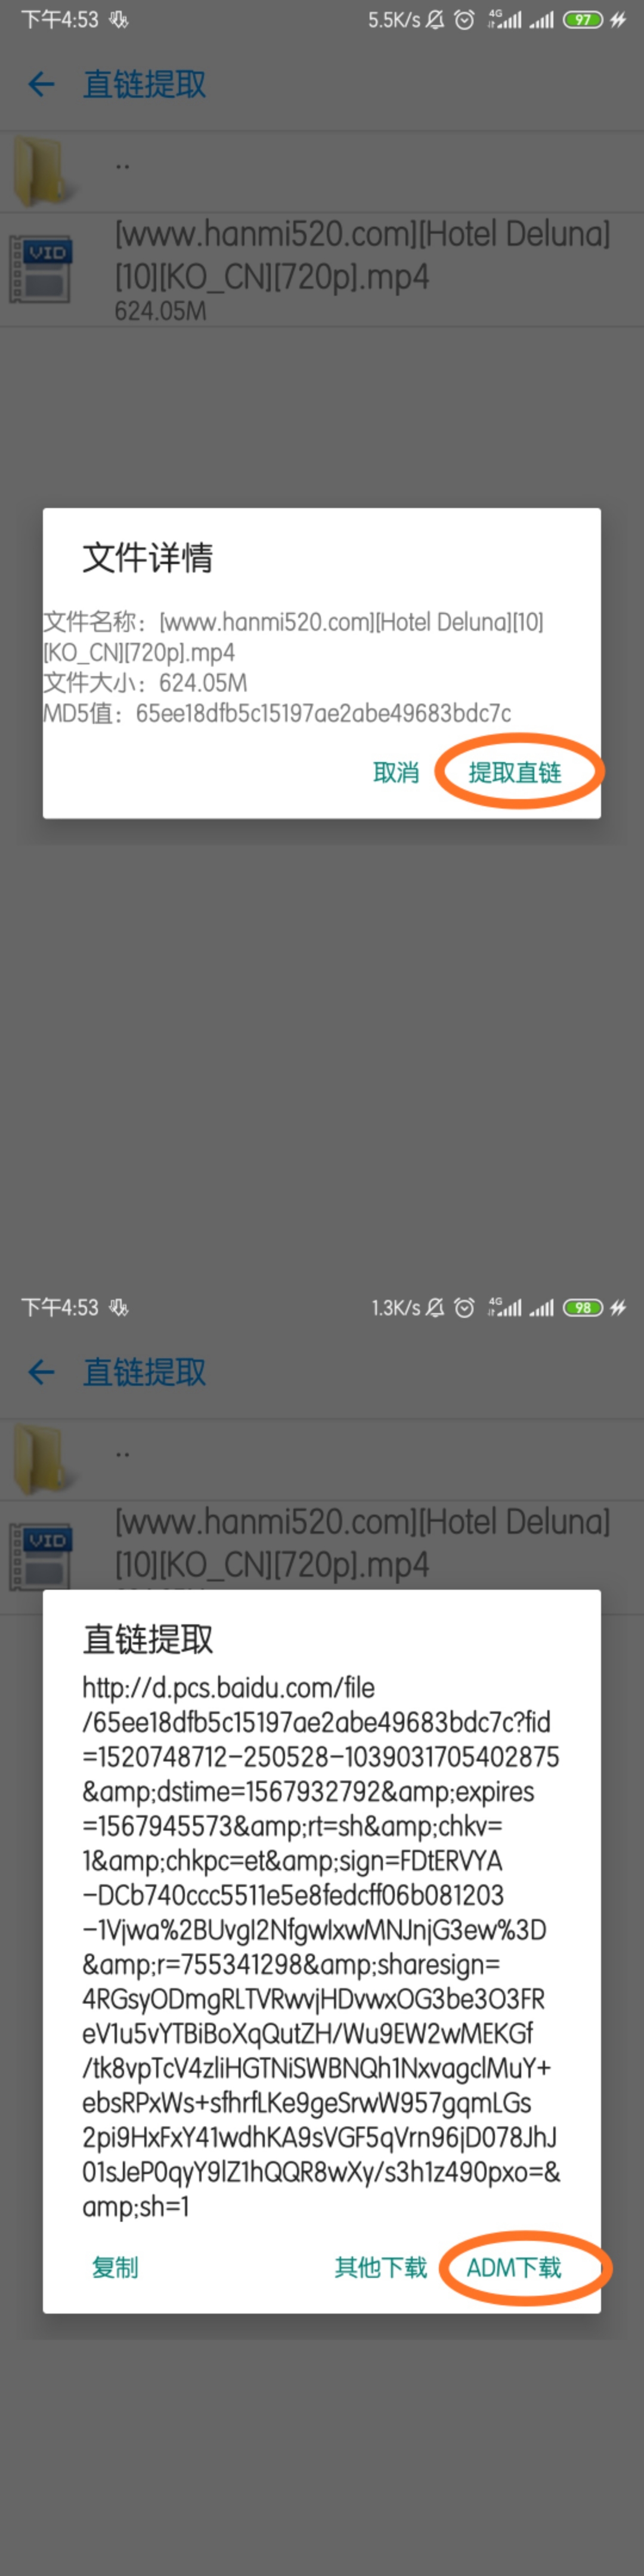 下午4:53
5.5K/s
4G
97
直链提取
..
VID
[www.hanmi520.com][Hotel Deluna]
[10][KO_CN][720p].mp4
624.05M
文件详情
文件名称：[www.hanmi520.com][Hotel Deluna][10]
[KO_CN][720p].mp4
文件大小：624.05M
MD5值：65ee18dfb5c15197ae2abe49683bdc7c
取消
提取直链
下午4:53
1.3K/s
4G
98
直链提取
..
VID
[www.hanmi520.com][Hotel Deluna]
[10][KO_CN][720p].mp4
直链提取
http://d.pcs.baidu.com/file
/65ee18dfb5c15197ae2abe49683bdc7c?fid
=1520748712-250528-1039031705402875
&amp;dstime=1567932792&amp;expires
=1567945573&amp;rt=sh&amp;chkv=
1&amp;chkpc=et&amp;sign=FDtERVYA
-DCb740ccc5511e5e8fedcff06b081203
-1Vjwa%2BUvgI2NfgwIxwMNJnjG3ew%3D
&amp;r=755341298&amp;sharesign=
4RGsyODmgRLTVRwvjHDvwxOG3be3O3FR
eV1u5vYTBiBoXqQutZH/Wu9EW2wMEKGf
/tk8vpTcV4zliHGTNiSWBNQh1NxvagclMuY+
ebsRPxWs+sfhrfLKe9geSrwW957gqmLGs
2pi9HxFxY41wdhKA9sVGF5qVrn96jD078JhJ
01sJeP0qyY9lZ1hQQR8wXy/s3h1z490pxo=&
amp;sh=1
复制
其他下载
ADM下载